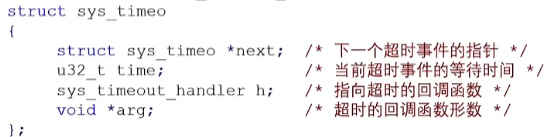 struct sys_timeo
{
struct sys_timeo *next; /* 下一个超时事件的指针 */
u32_t time; /* 当前超时事件的等待时间 */
sys_timeout_handler h; /* 指向超时的回调函数 */
void *arg; /* 超时的回调函数形数 */
};